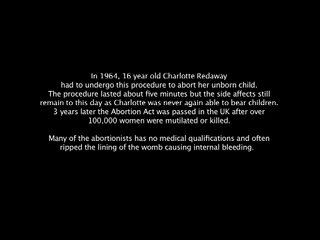 In 1964, 16 year old Charlotte Redaway
had to undergo this procedure to abort her unborn child.
The procedure lasted about five minutes but the side affects still
remain to this day as Charlotte was never again able to bear children.
3 years later the Abortion Act was passed in the UK after over
100,000 women were mutilated or killed.
Many of the abortionists has no medical qualifications and often
ripped the lining of the womb causing internal bleeding.